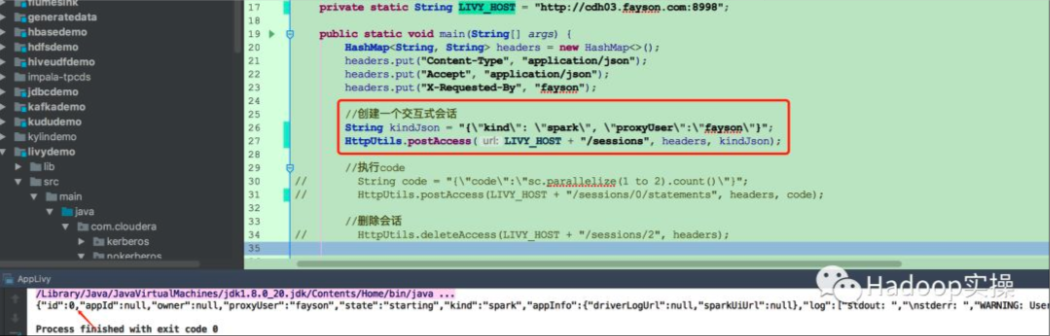 flumesink
generatedata
hbasedemo
hdfsdemo
hiveudfdemo
impala-tpcds
jdbcdemo
kafkademo
kududemo
kylindemo
livydemo
lib
src
main
java
com.cloudera
kerberos
nokerberos
17 private static String LIVY_HOST = "http://cdh03.fayson.com:8998";
18
19 public static void main(String[] args) {
20 HashMap<String, String> headers = new HashMap<>();
21 headers.put("Content-Type", "application/json");
22 headers.put("Accept", "application/json");
23 headers.put("X-Requested-By", "fayson");
24
25 //创建一个交互式会话
26 String kindJson = "{\"kind\": \"spark\", \"proxyUser\":\"fayson\"}";
27 HttpUtils.postAccess( url: LIVY_HOST + "/sessions", headers, kindJson);
28
29 //执行code
30 // String code = "{\"code\":\"sc.parallelize(1 to 2).count()\"}";
31 // HttpUtils.postAccess(LIVY_HOST + "/sessions/0/statements", headers, code);
32
33 //删除会话
34 // HttpUtils.deleteAccess(LIVY_HOST + "/sessions/2", headers);
35
AppLivy
/Library/Java/JavaVirtualMachines/jdk1.8.0_20.jdk/Contents/Home/bin/java ...
{"id":0,"appId":null,"owner":null,"proxyUser":"fayson","state":"starting","kind":"spark","appInfo":{"driverLogUrl":null,"sparkUiUrl":null},"log":["stdout: ","\nstderr: ","WARNING: User
Process finished with exit code 0
Hadoop实操